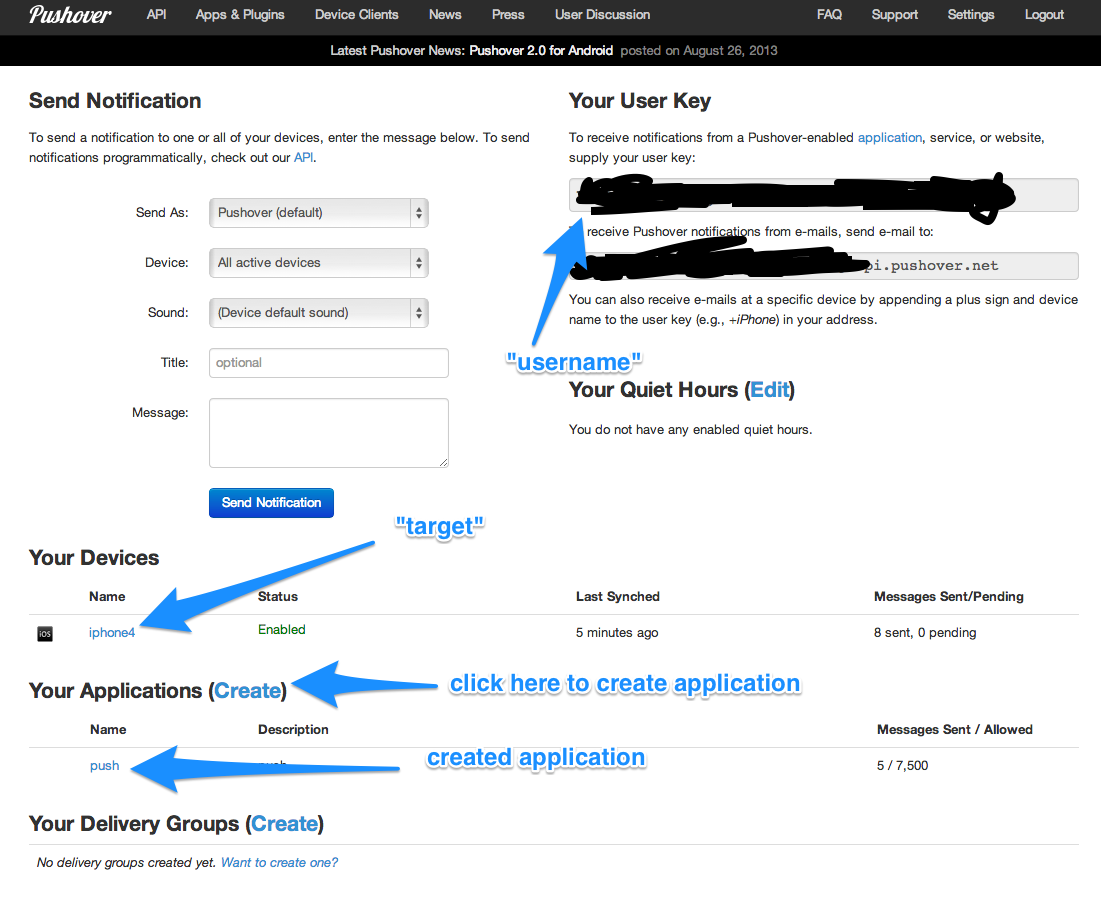 Pushover API Apps & Plugins Device Clients News Press User Discussion FAQ Support Settings Logout
Latest Pushover News: Pushover 2.0 for Android posted on August 26, 2013
Send Notification
To send a notification to one or all of your devices, enter the message below. To send
notifications programmatically, check out our API.
Send As: Pushover (default)
Device: All active devices
Sound: (Device default sound)
Title: optional
Message:
Send Notification
Your User Key
To receive notifications from a Pushover-enabled application, service, or website,
supply your user key:
receive Pushover notifications from e-mails, send e-mail to:
pi.pushover.net
You can also receive e-mails at a specific device by appending a plus sign and device
name to the user key (e.g., +iPhone) in your address.
"username"
Your Quiet Hours (Edit)
You do not have any enabled quiet hours.
"target"
Your Devices
Name Status Last Synched Messages Sent/Pending
iOS iphone4 Enabled 5 minutes ago 8 sent, 0 pending
Your Applications (Create)
click here to create application
Name Description Messages Sent / Allowed
push 5 / 7,500
created application
Your Delivery Groups (Create)
No delivery groups created yet. Want to create one?